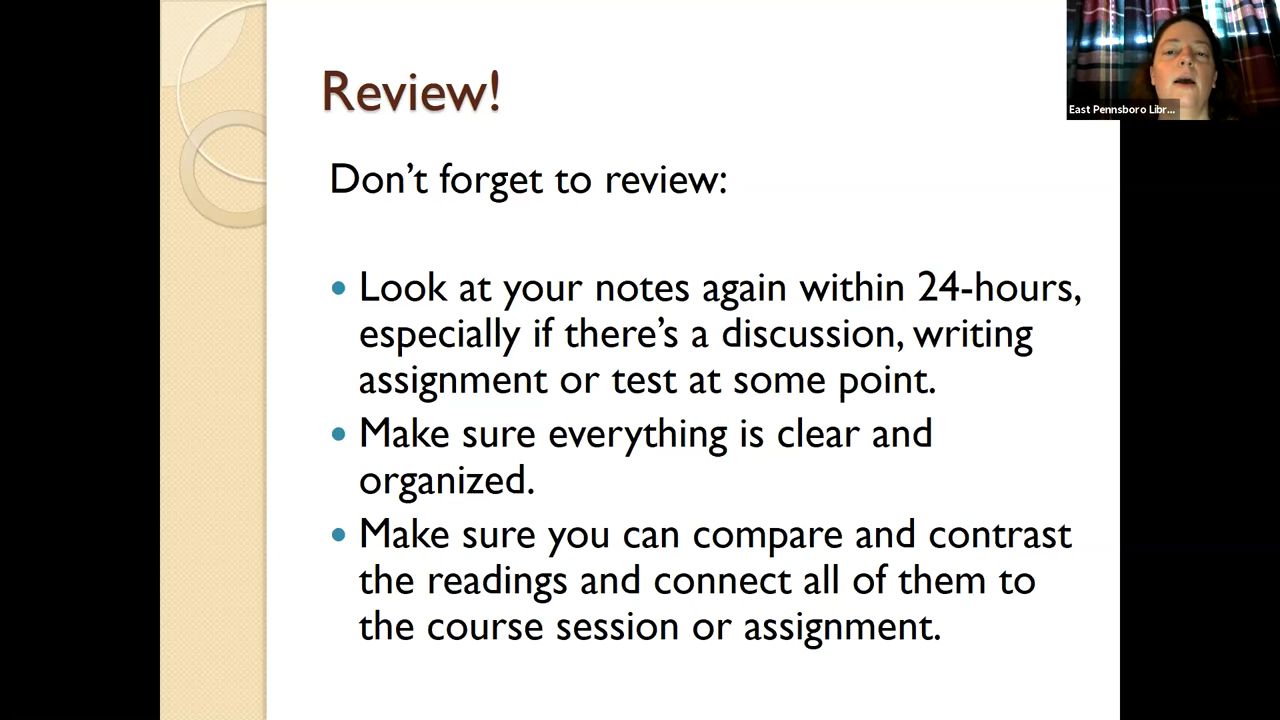 Review!
Don’t forget to review:
• Look at your notes again within 24-hours,
especially if there’s a discussion, writing
assignment or test at some point.
• Make sure everything is clear and
organized.
• Make sure you can compare and contrast
the readings and connect all of them to
the course session or assignment.
East Pennsboro Libr...